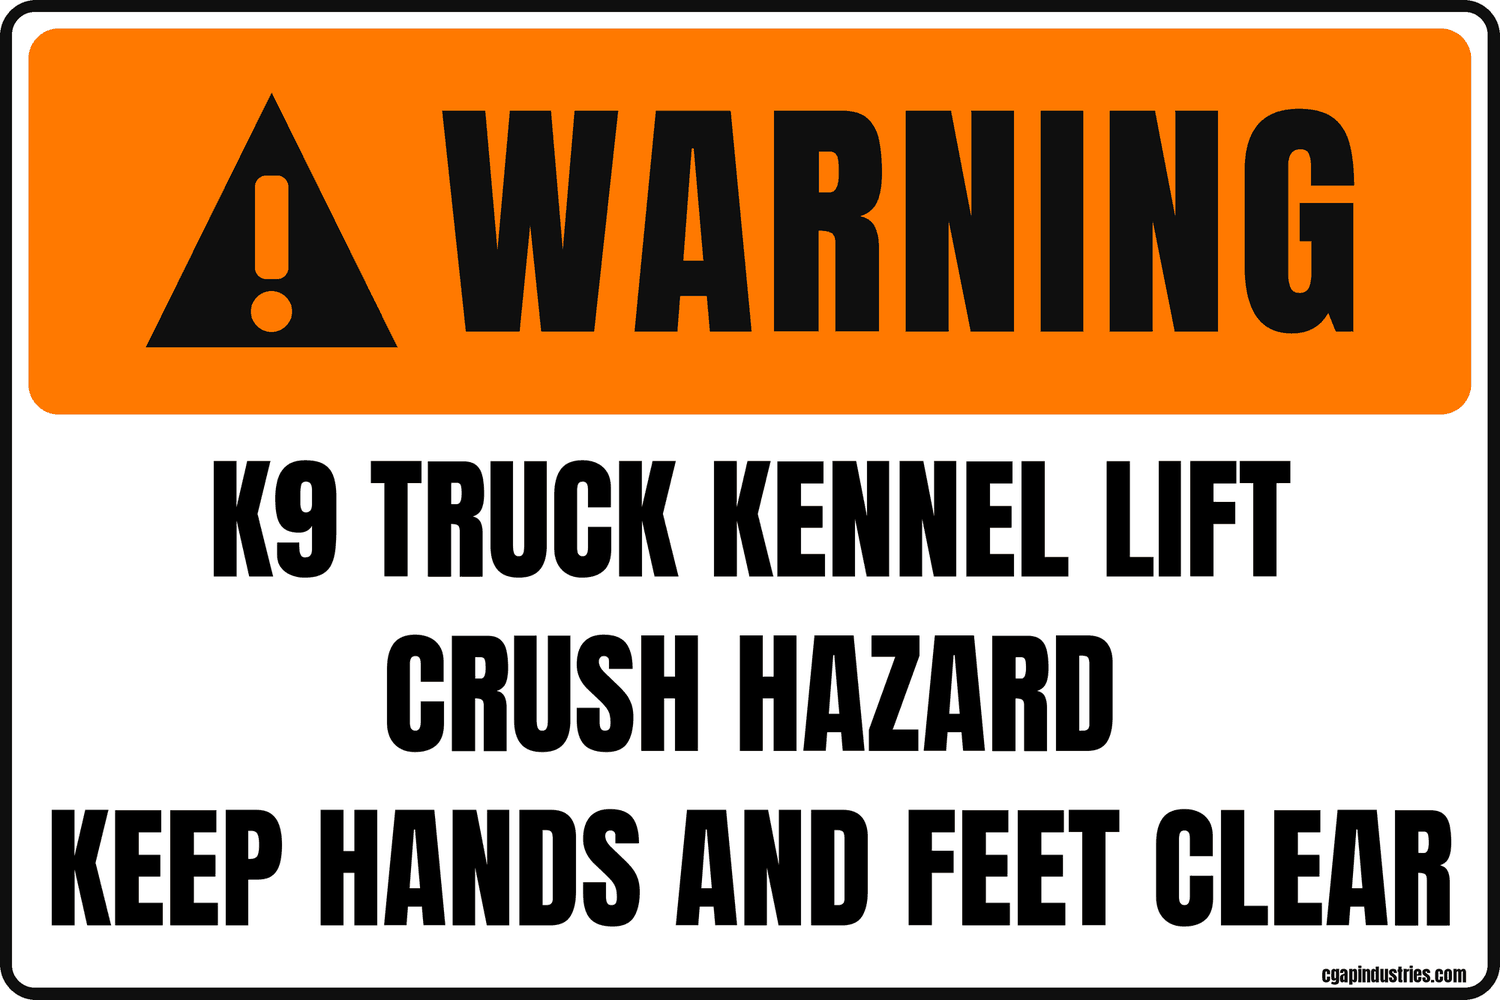 WARNING
K9 TRUCK KENNEL LIFT
CRUSH HAZARD
KEEP HANDS AND FEET CLEAR
cgapindustries.com